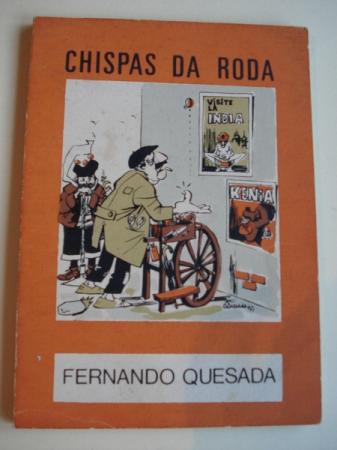 CHISPAS DA RODA
VISITE
LA
INDIA
KENIA
FERNANDO QUESADA